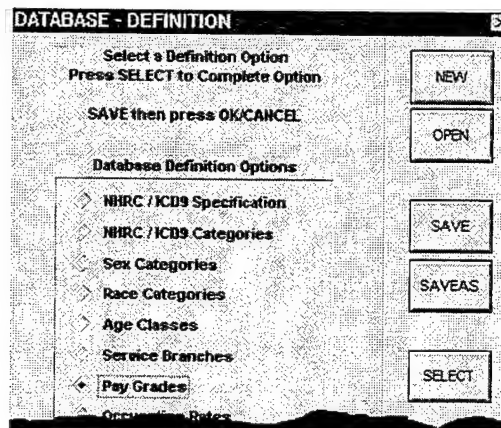 DATABASE - DEFINITION
Select a Definition Option
Press SELECT to Complete Option
SAVE then press OK/CANCEL
Database Definition Options
NHRC / ICD9 Specification
NHRC / ICD9 Categories
Sex Categories
Race Categories
Age Classes
Service Branches
Pay Grades
Occupation Rates
NEW
OPEN
SAVE
SAVEAS
SELECT